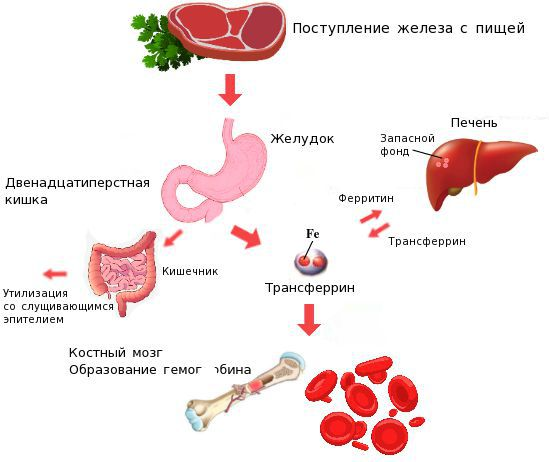 Поступление железа с пищей
Печень
Запасной
фонд
Желудок
Двенадцатиперстная
кишка
Ферритин
Fe
Трансферрин
Кишечник
Трансферрин
Утилизация
со слущивающимся
эпителием
Костный мозг
Образование